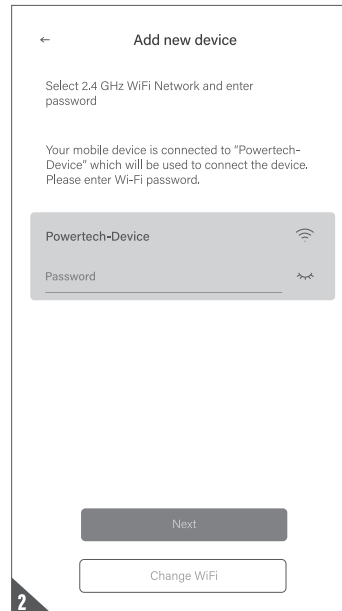 ←	Add new device
Select 2.4 GHz WiFi Network and enter
password
Your mobile device is connected to "Powertech-
Device" which will be used to connect the device.
Please enter Wi-Fi password.
Powertech-Device
Password
Next
Change WiFi
2